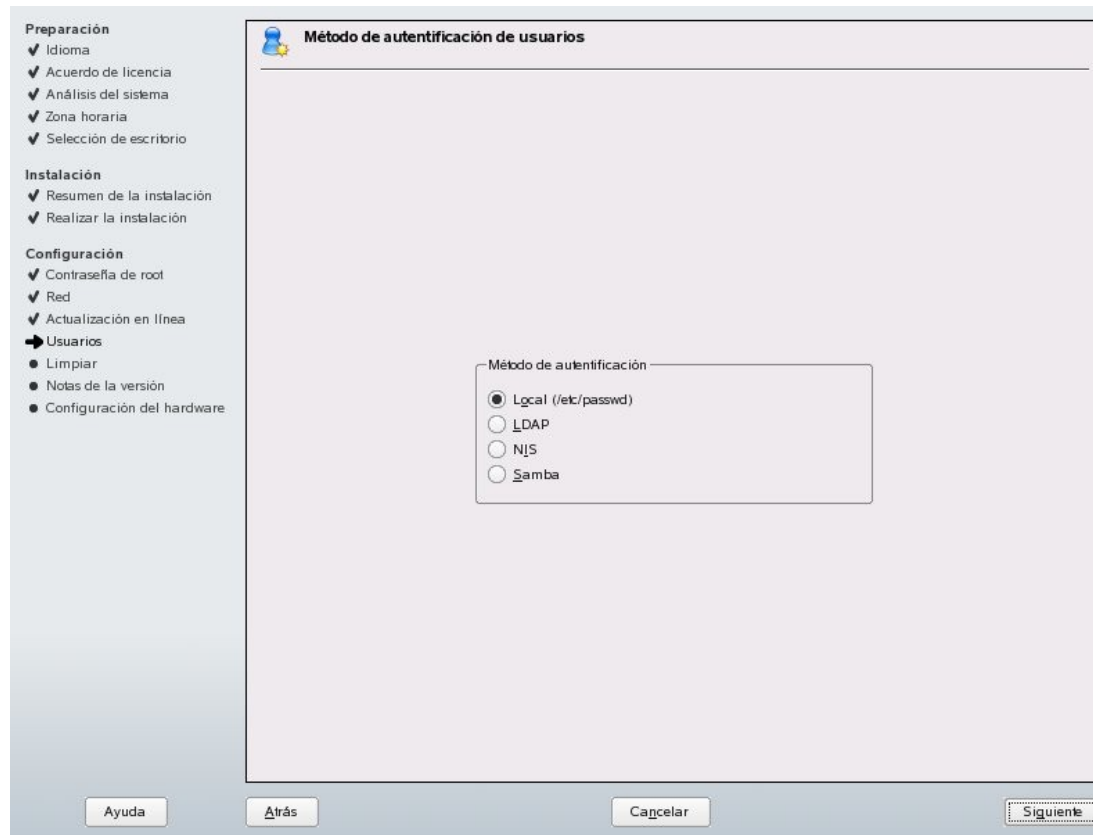 Preparación
Idioma
Acuerdo de licencia
Análisis del sistema
Zona horaria
Selección de escritorio
Instalación
Resumen de la instalación
Realizar la instalación
Configuración
Contraseña de root
Red
Actualización en línea
Usuarios
Limpiar
Notas de la versión
Configuración del hardware
Método de autentificación de usuarios
Método de autentificación
Local (/etc/passwd)
LDAP
NIS
Samba
Ayuda
Atrás
Cancelar
Siguiente